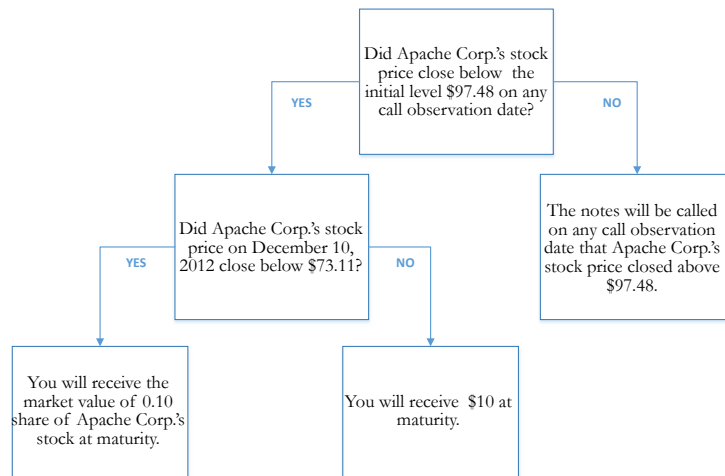 Did Apache Corp.'s stock
price close below the
initial level $97.48 on any
call observation date?
YES
NO
Did Apache Corp.'s stock
price on December 10,
2012 close below $73.11?
The notes will be called
on any call observation
date that Apache Corp.'s
stock price closed above
$97.48.
YES
NO
You will receive the
market value of 0.10
share of Apache Corp.'s
stock at maturity.
You will receive $10 at
maturity.